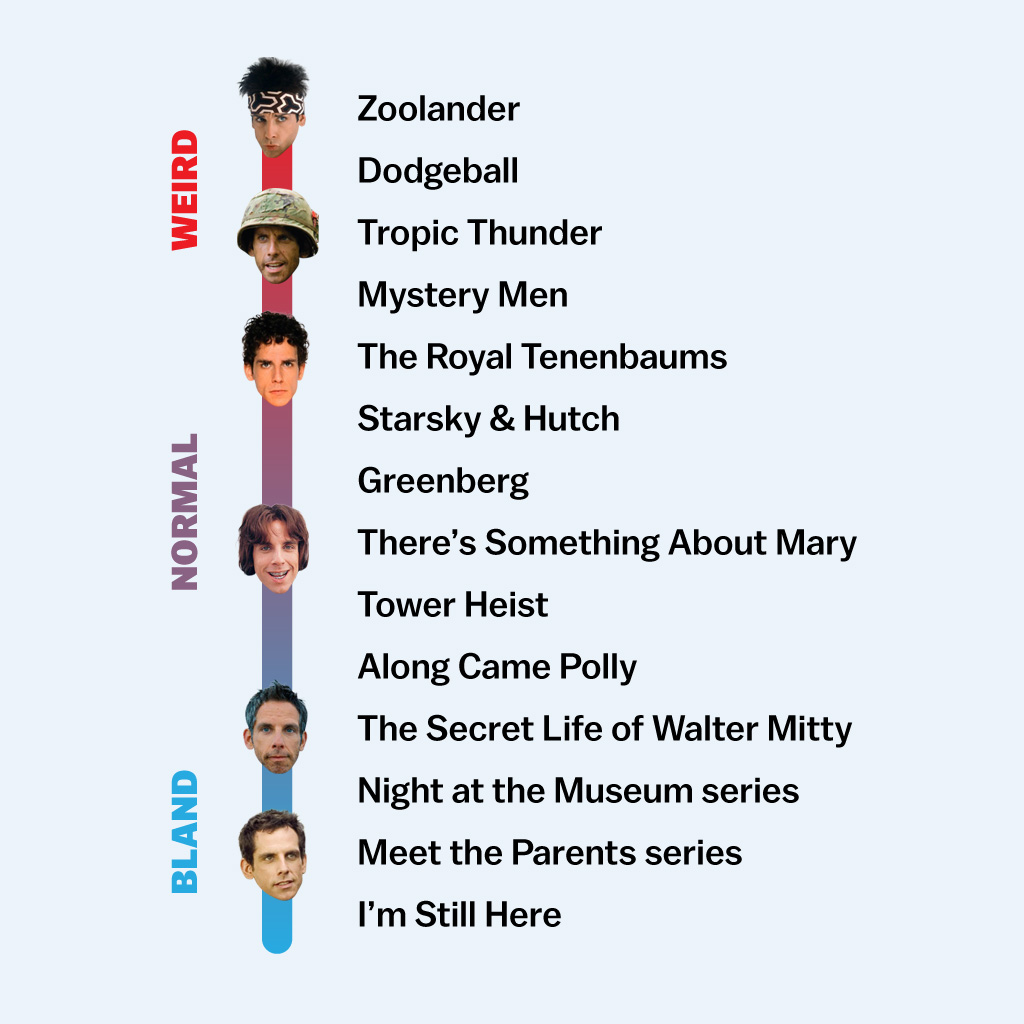 WEIRD
NORMAL
BLAND
Zoolander
Dodgeball
Tropic Thunder
Mystery Men
The Royal Tenenbaums
Starsky & Hutch
Greenberg
There’s Something About Mary
Tower Heist
Along Came Polly
The Secret Life of Walter Mitty
Night at the Museum series
Meet the Parents series
I’m Still Here